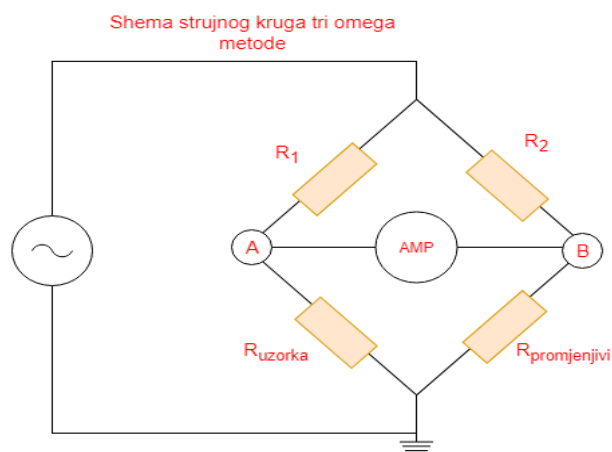 Shema strujnog kruga tri omega
metode
R1
R2
A
AMP
B
Ruzorka
Rpromjenjivi